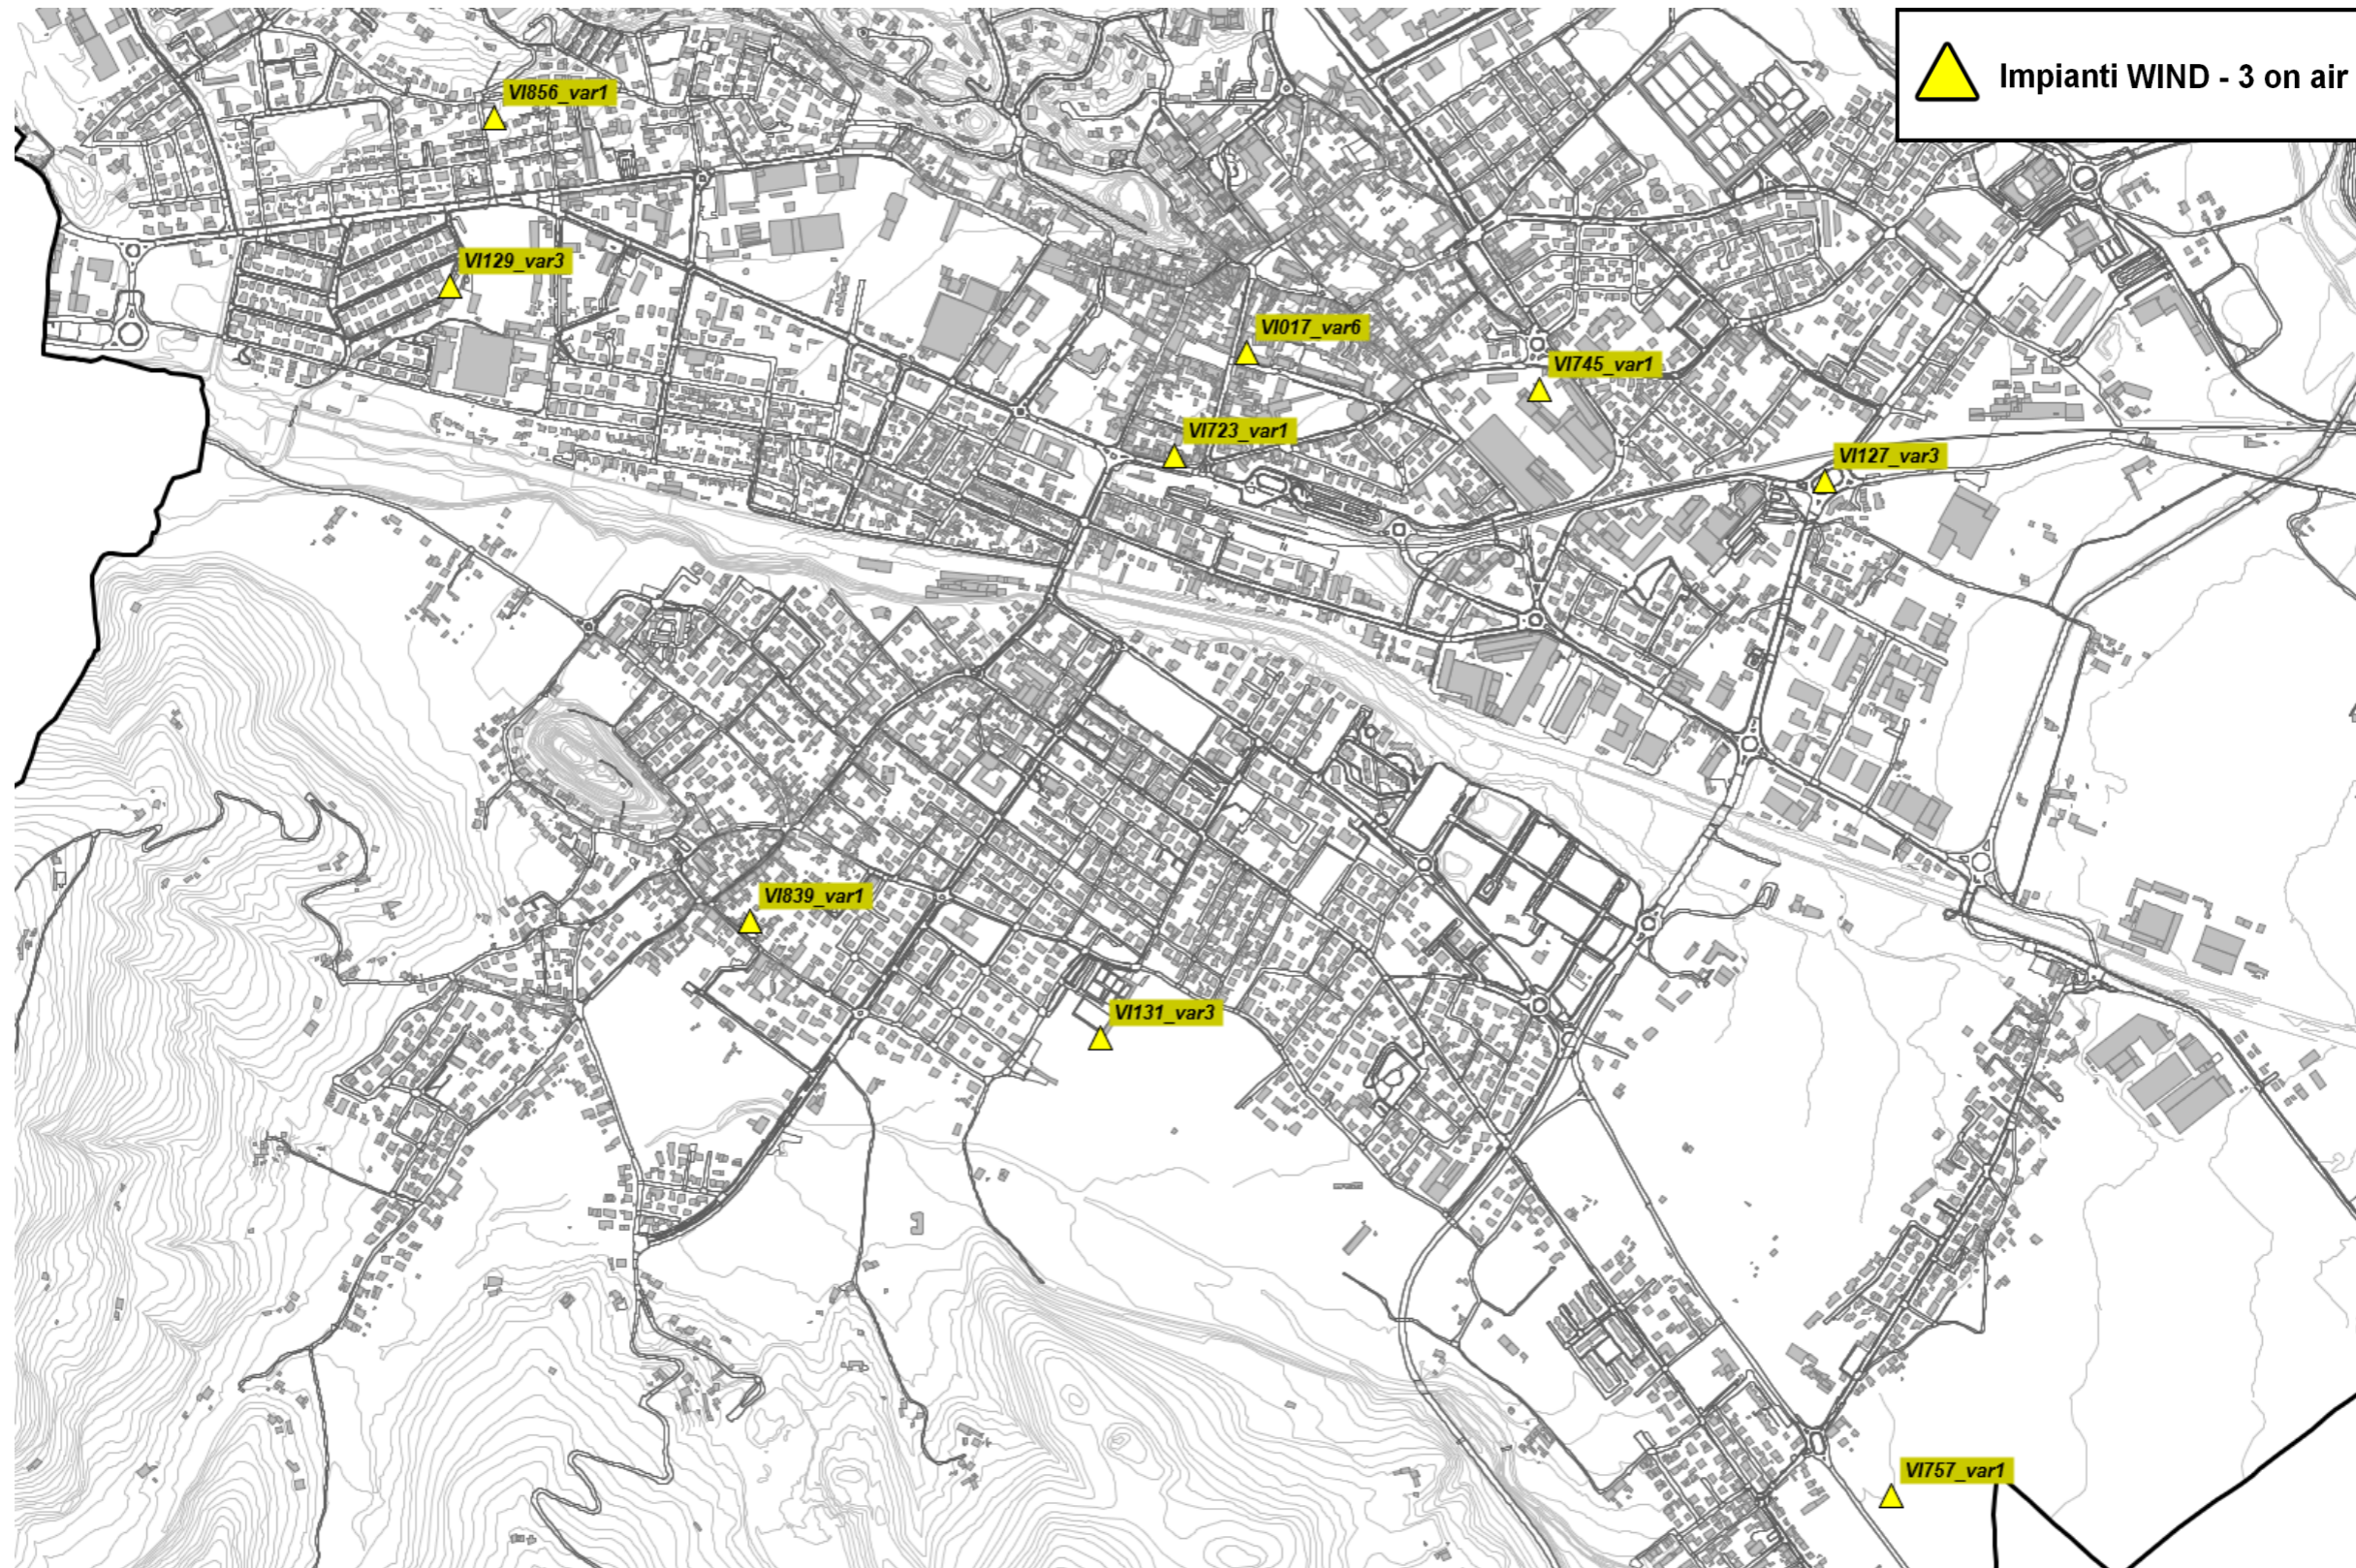 Impianti WIND - 3 on air
VI856_var1
VI129_var3
VI017_var6
VI745_var1
VI723_var1
VI127_var3
VI839_var1
VI131_var3
VI757_var1